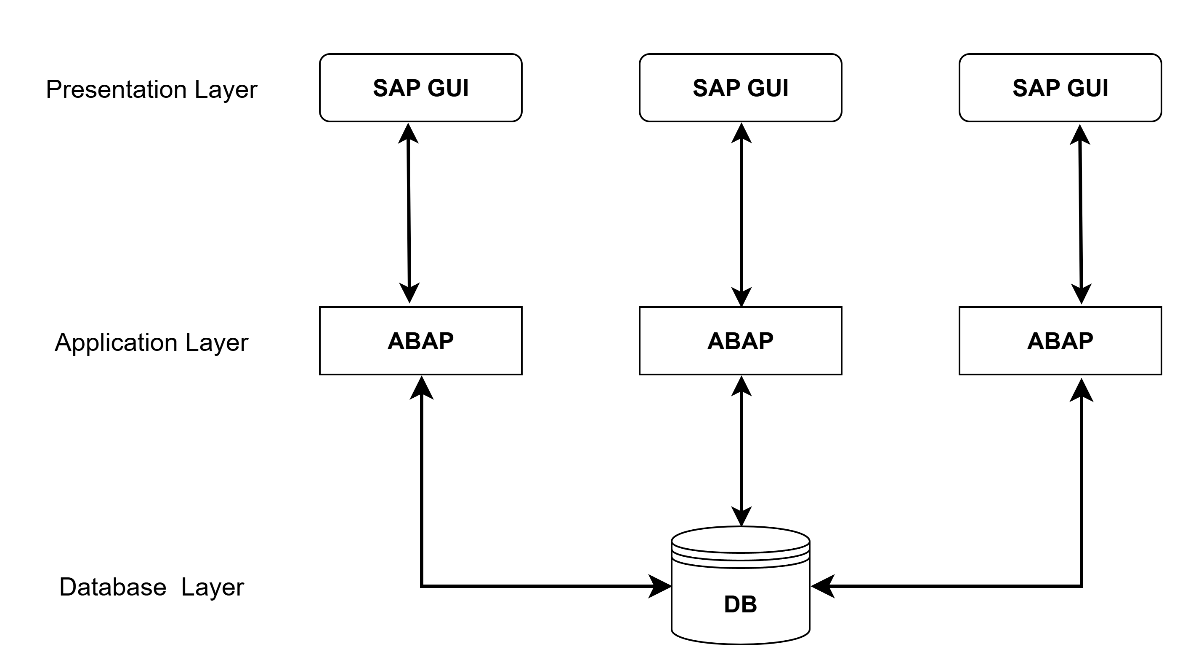 Presentation Layer
SAP GUI
SAP GUI
SAP GUI
Application Layer
ABAP
ABAP
ABAP
Database Layer
DB